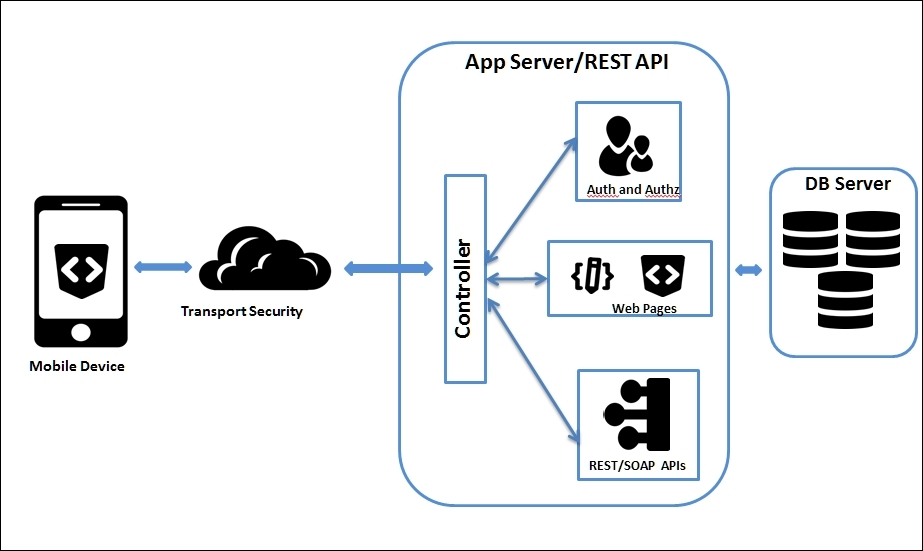 App Server/REST API
Auth and Authz
DB Server
Controller
Transport Security
Web Pages
Mobile Device
REST/SOAP APIs